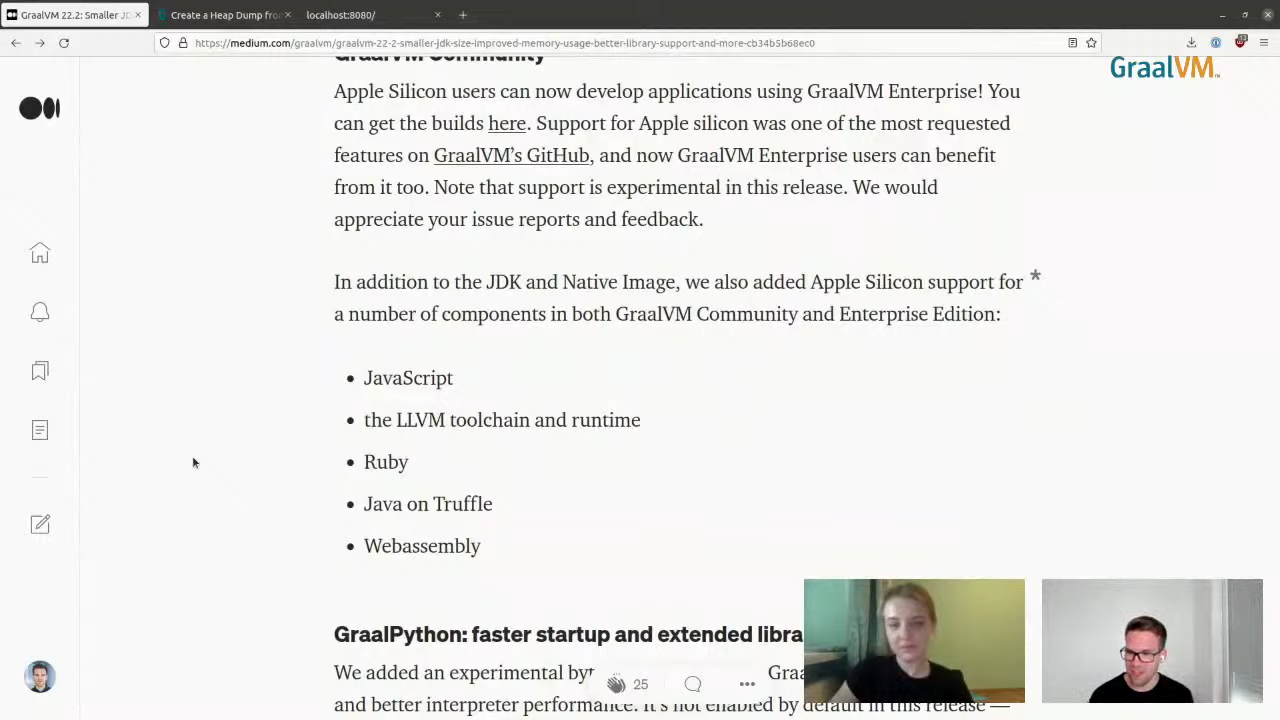 GraalVM 22.2: Smaller JD
Create a Heap Dump fro
localhost:8080/
https://medium.com/graalvm/graalvm-22-2-smaller-jdk-size-improved-memory-usage-better-library-support-and-more-cb34b5b68ec0
GraalVM
GraalVM Community
Apple Silicon users can now develop applications using GraalVM Enterprise! You
can get the builds here. Support for Apple silicon was one of the most requested
features on GraalVM’s GitHub, and now GraalVM Enterprise users can benefit
from it too. Note that support is experimental in this release. We would
appreciate your issue reports and feedback.
In addition to the JDK and Native Image, we also added Apple Silicon support for *
a number of components in both GraalVM Community and Enterprise Edition:
• JavaScript
• the LLVM toolchain and runtime
• Ruby
• Java on Truffle
• Webassembly
GraalPython: faster startup and extended libra
We added an experimental byt Graa
25
and better interpreter performance. It’s not enabled by default in this release —